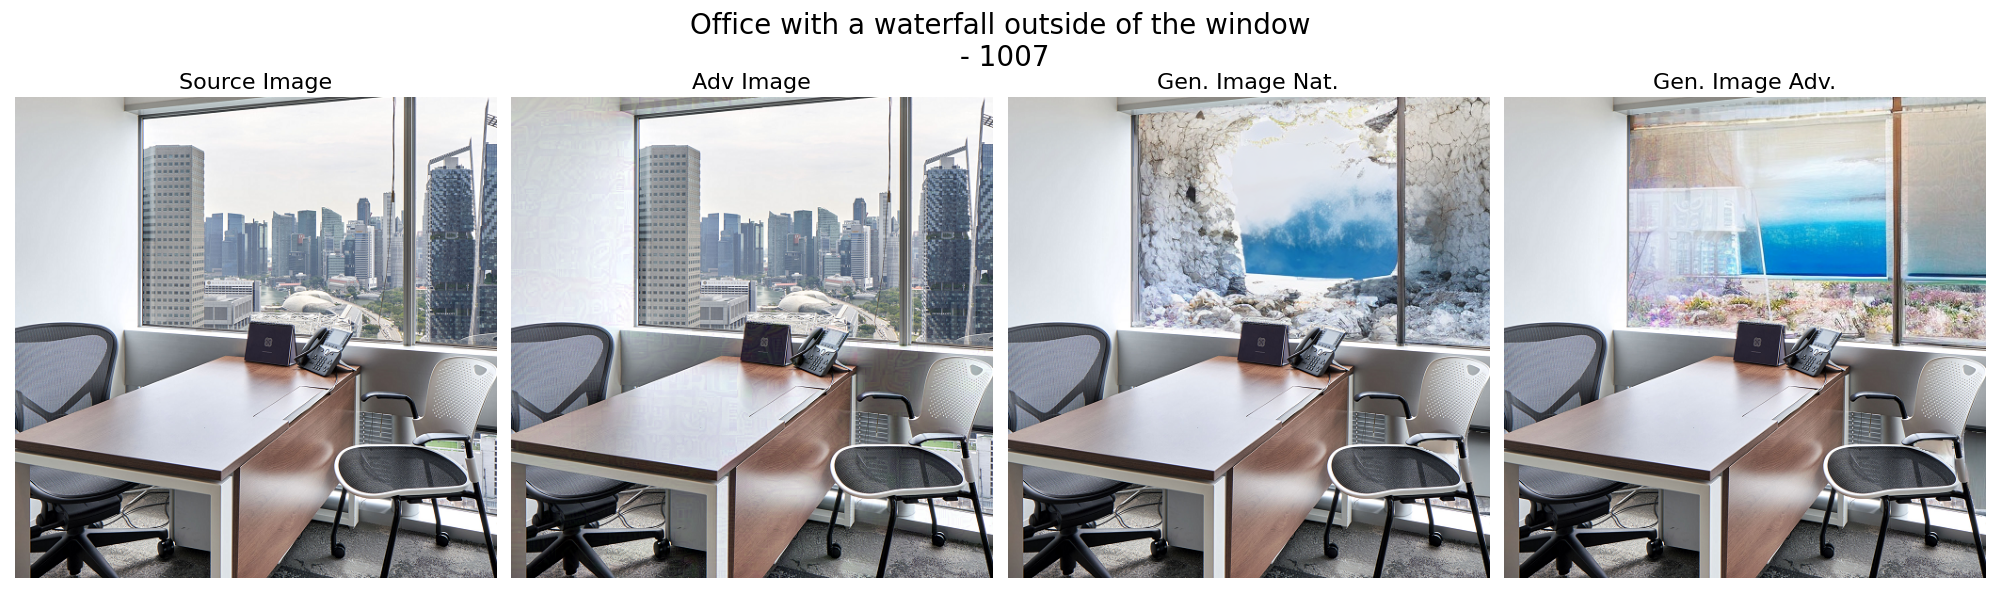 Office with a waterfall outside of the window
- 1007
Source Image
Adv Image
Gen. Image Nat.
Gen. Image Adv.